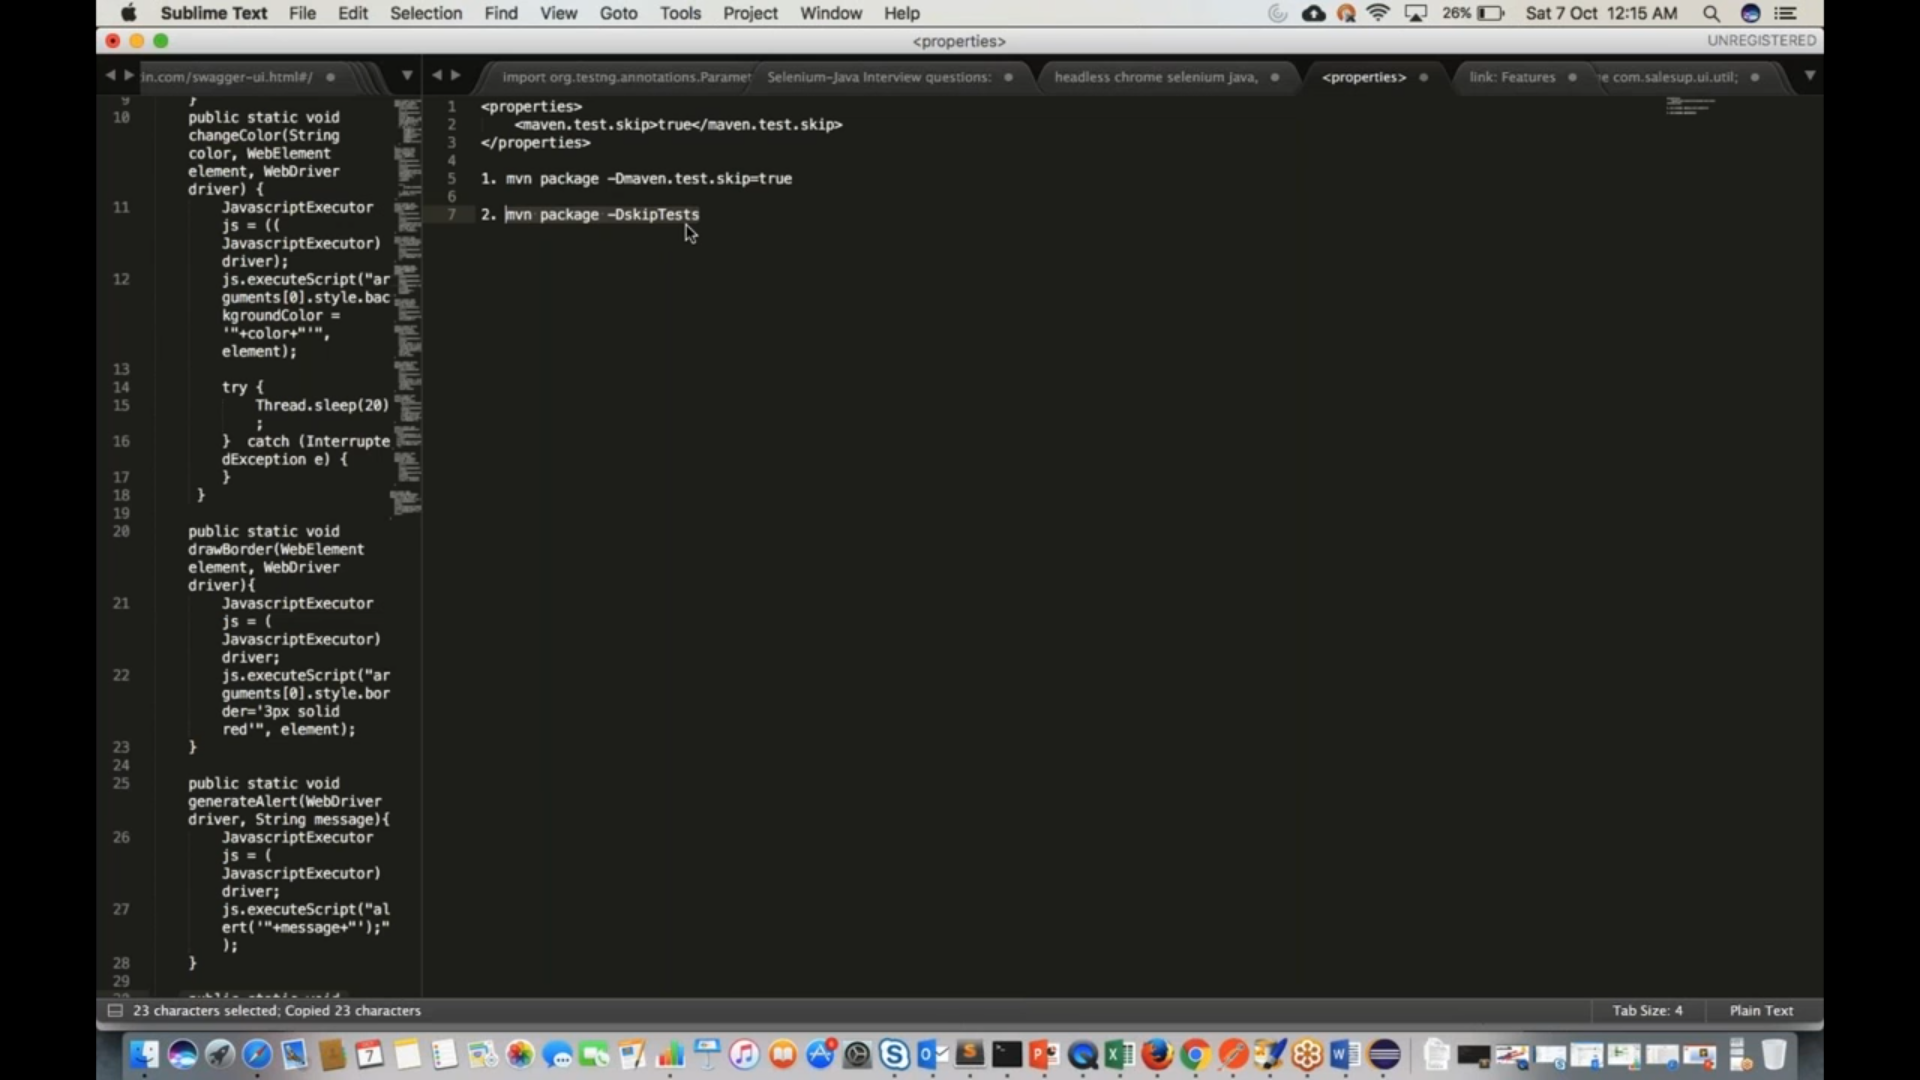 Sublime Text File Edit Selection Find View Goto Tools Project Window Help 26% Sat 7 Oct 12:15 AM
<properties> UNREGISTERED
in.com/swagger-ui.html#/ import org.testng.annotations.Paramet Selenium-Java Interview questions: headless chrome selenium java, <properties> link: Features e com.salesup.ui.util;
9 }
10 public static void
changeColor(String
color, WebElement
element, WebDriver
driver) {
11 JavascriptExecutor
js = ((
JavascriptExecutor)
driver);
12 js.executeScript("ar
guments[0].style.bac
kgroundColor =
'"+color+"'",
element);
13
14 try {
15 Thread.sleep(20)
;
16 } catch (Interrupte
dException e) {
17 }
18 }
19
20 public static void
drawBorder(WebElement
element, WebDriver
driver){
21 JavascriptExecutor
js = (
JavascriptExecutor)
driver;
22 js.executeScript("ar
guments[0].style.bor
der='3px solid
red'", element);
23 }
24
25 public static void
generateAlert(WebDriver
driver, String message){
26 JavascriptExecutor
js = (
JavascriptExecutor)
driver;
27 js.executeScript("al
ert('"+message+"');"
);
28 }
29
1 <properties>
2 <maven.test.skip>true</maven.test.skip>
3 </properties>
4
5 1. mvn package -Dmaven.test.skip=true
6
7 2. mvn package -DskipTests
23 characters selected; Copied 23 characters Tab Size: 4 Plain Text
7